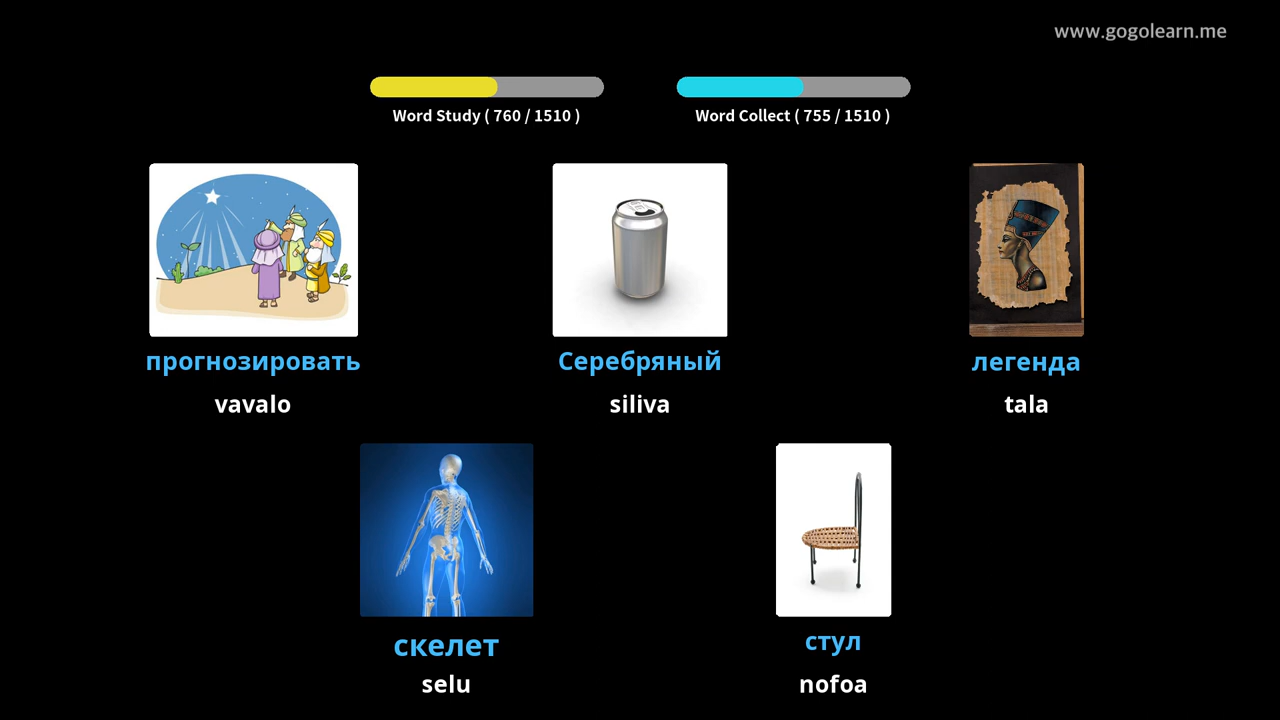 www.gogolearn.me
Word Study ( 760 / 1510 )
Word Collect ( 755 / 1510 )
прогнозировать
Серебряный
легенда
vavalo
siliva
tala
скелет
стул
selu
nofoa